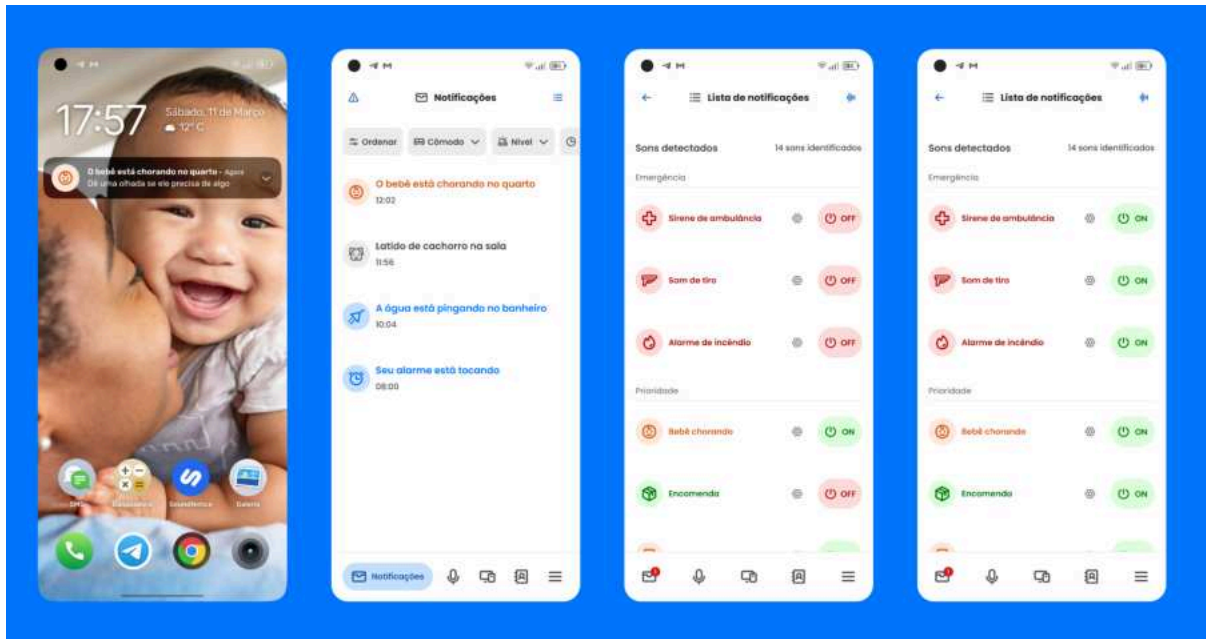 17:57
Sábado, 11 de Março
12° C
O bebê está chorando no quarto - Agora
Dê uma olhada se ele precisa de algo
SMS
Calculadora
Galeria
Notificações
Ordenar
Cômodo
Nível
O bebê está chorando no quarto
12:02
Latido de cachorro na sala
11:56
A água está pingando no banheiro
10:04
Seu alarme está tocando
08:00
Notificações
Lista de notificações
Sons detectados
14 sons identificados
Emergência
Sirene de ambulância
OFF
Som de tiro
OFF
Alarme de incêndio
OFF
Prioridade
Bebê chorando
ON
Encomenda
OFF
1
Lista de notificações
Sons detectados
14 sons identificados
Emergência
Sirene de ambulância
ON
Som de tiro
ON
Alarme de incêndio
ON
Prioridade
Bebê chorando
ON
Encomenda
ON
1